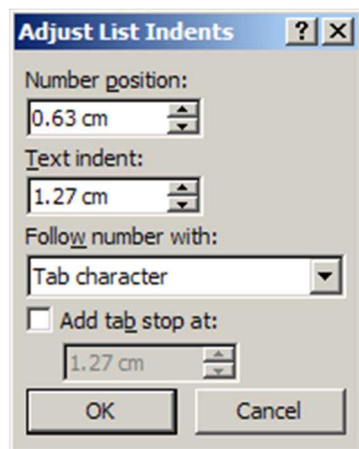 Adjust List Indents ? X
Number position:
0.63 cm
Text indent:
1.27 cm
Follow number with:
Tab character
Add tab stop at:
1.27 cm
OK Cancel